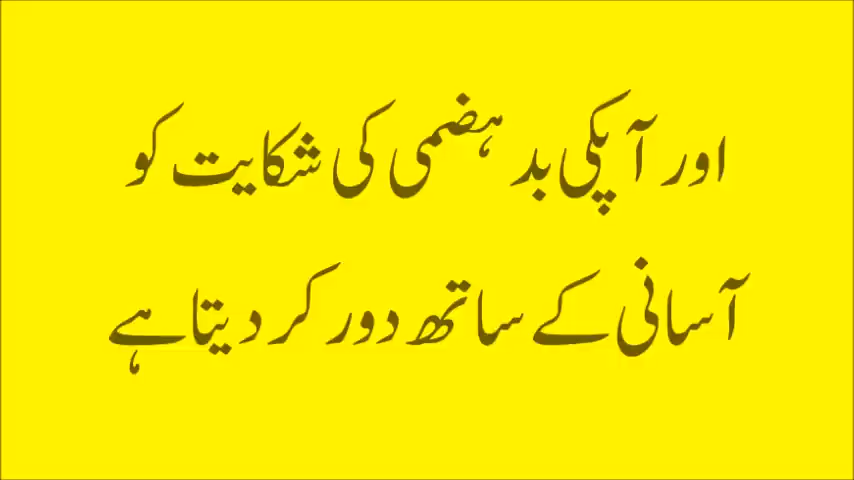 اور آپکی بد ہضمی کی شکایت کو
آسانی کے ساتھ دور کر دیتا ہے